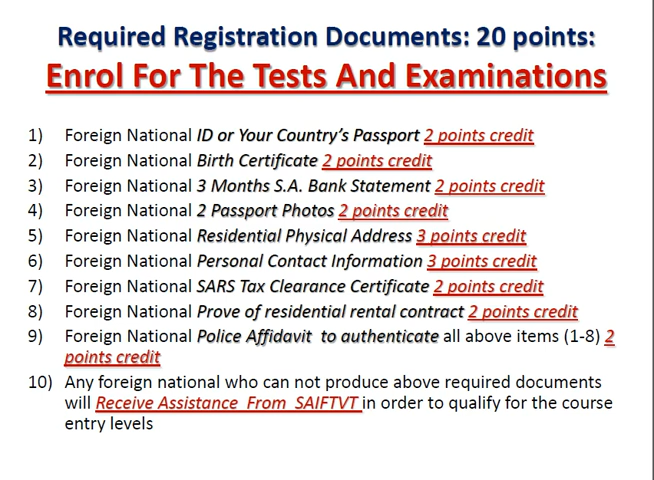 Required Registration Documents: 20 points:
Enrol For The Tests And Examinations
1) Foreign National ID or Your Country's Passport 2 points credit
2) Foreign National Birth Certificate 2 points credit
3) Foreign National 3 Months S.A. Bank Statement 2 points credit
4) Foreign National 2 Passport Photos 2 points credit
5) Foreign National Residential Physical Address 3 points credit
6) Foreign National Personal Contact Information 3 points credit
7) Foreign National SARS Tax Clearance Certificate 2 points credit
8) Foreign National Prove of residential rental contract 2 points credit
9) Foreign National Police Affidavit to authenticate all above items (1-8) 2
points credit
10) Any foreign national who can not produce above required documents
will Receive Assistance From SAIFTVT in order to qualify for the course
entry levels